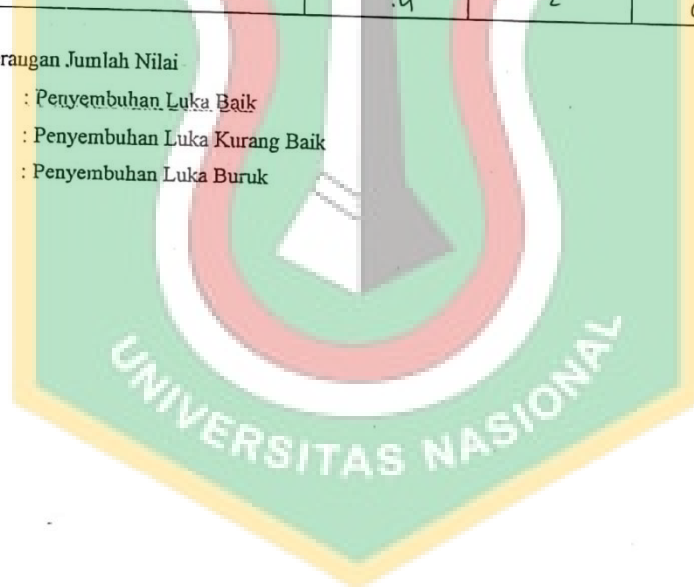 raugan Jumlah Nilai
: Penyembuhan Luka Baik
: Penyembuhan Luka Kurang Baik
: Penyembuhan Luka Buruk
UNIVERSITAS NASIONAL